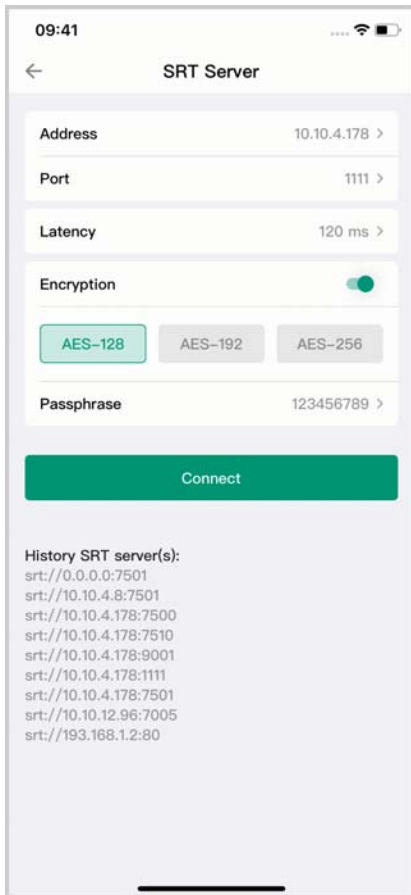 09:41
SRT Server
Address 10.10.4.178 >
Port 1111 >
Latency 120 ms >
Encryption
AES-128 AES-192 AES-256
Passphrase 123456789 >
Connect
History SRT server(s):
srt://0.0.0.0:7501
srt://10.10.4.8:7501
srt://10.10.4.178:7500
srt://10.10.4.178:7510
srt://10.10.4.178:9001
srt://10.10.4.178:1111
srt://10.10.4.178:7501
srt://10.10.12.96:7005
srt://193.168.1.2:80